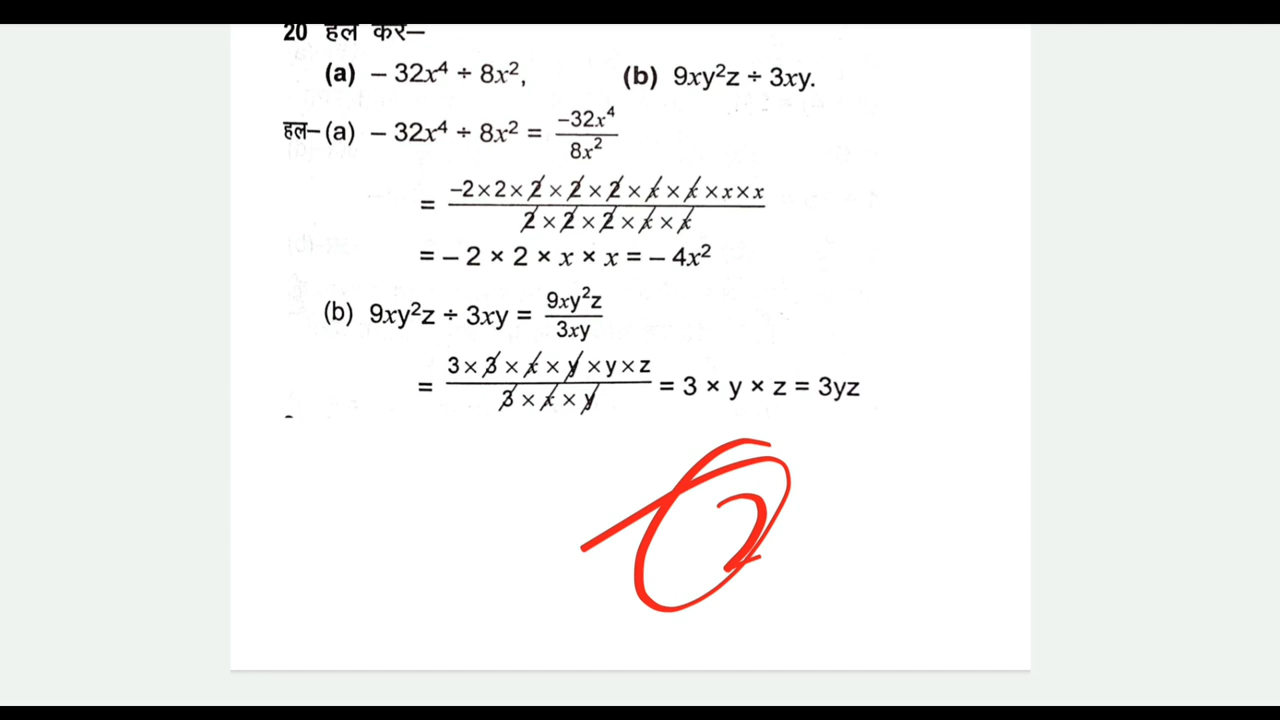 20 हल करें—
(a) – 32x⁴ ÷ 8x², (b) 9xy²z ÷ 3xy.
हल– (a) – 32x⁴ ÷ 8x² = −32x⁴ / 8x²
= −2×2×2×2×2×x×x×x×x / 2×2×2×x×x
= – 2 × 2 × x × x = – 4x²
(b) 9xy²z ÷ 3xy = 9xy²z / 3xy
= 3×3×x×y×y×z / 3×x×y = 3 × y × z = 3yz
2